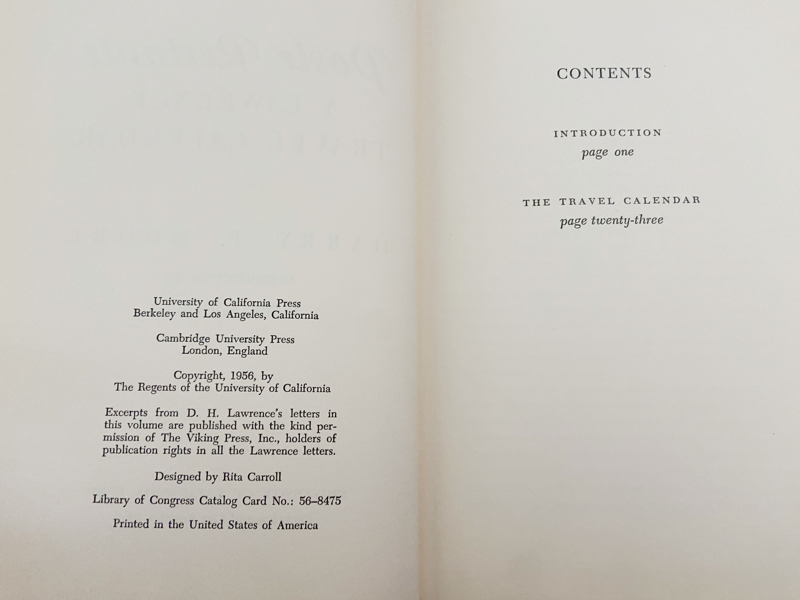 University of California Press
Berkeley and Los Angeles, California
Cambridge University Press
London, England
Copyright, 1956, by
The Regents of the University of California
Excerpts from D. H. Lawrence's letters in
this volume are published with the kind per-
mission of The Viking Press, Inc., holders of
publication rights in all the Lawrence letters.
Designed by Rita Carroll
Library of Congress Catalog Card No.: 56–8475
Printed in the United States of America
CONTENTS
INTRODUCTION
page one
THE TRAVEL CALENDAR
page twenty-three